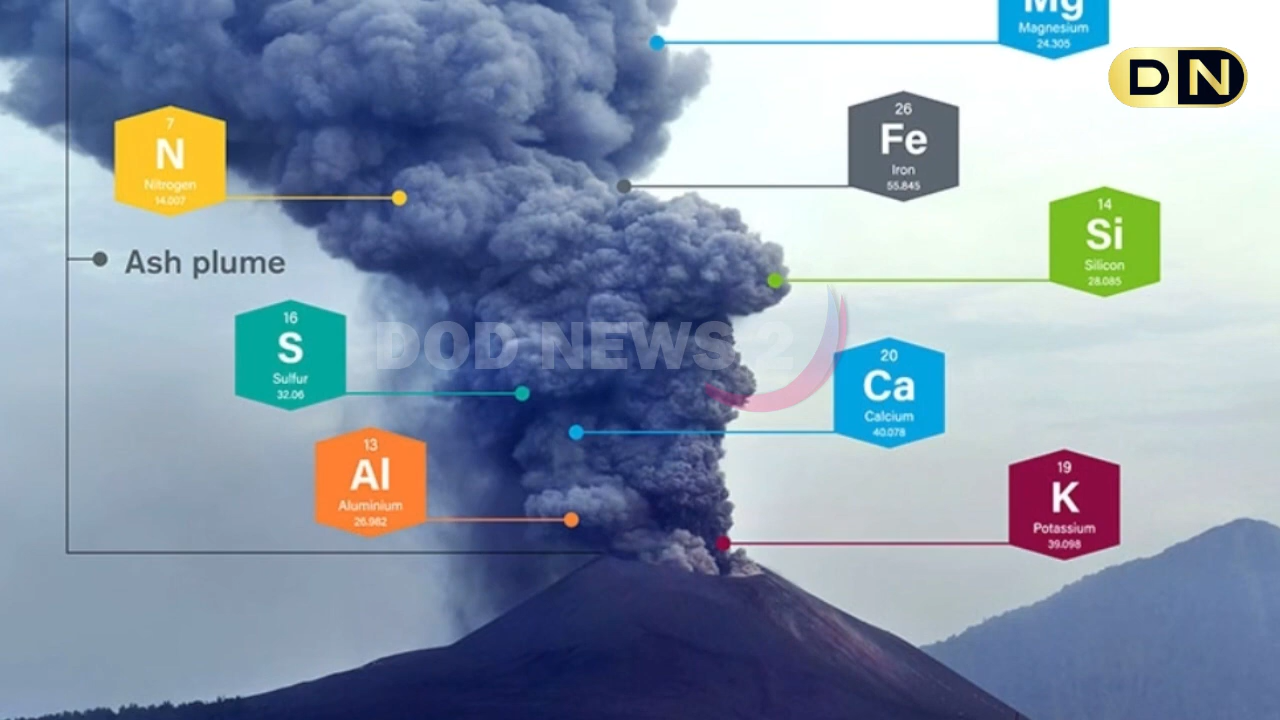 Mg
Magnesium
24.305
D N
7
N
Nitrogen
14.007
26
Fe
Iron
55.845
14
Si
Silicon
28.085
Ash plume
16
S
Sulfur
32.06
DOD NEWS 2
20
Ca
Calcium
40.078
13
Al
Aluminium
26.982
19
K
Potassium
39.098